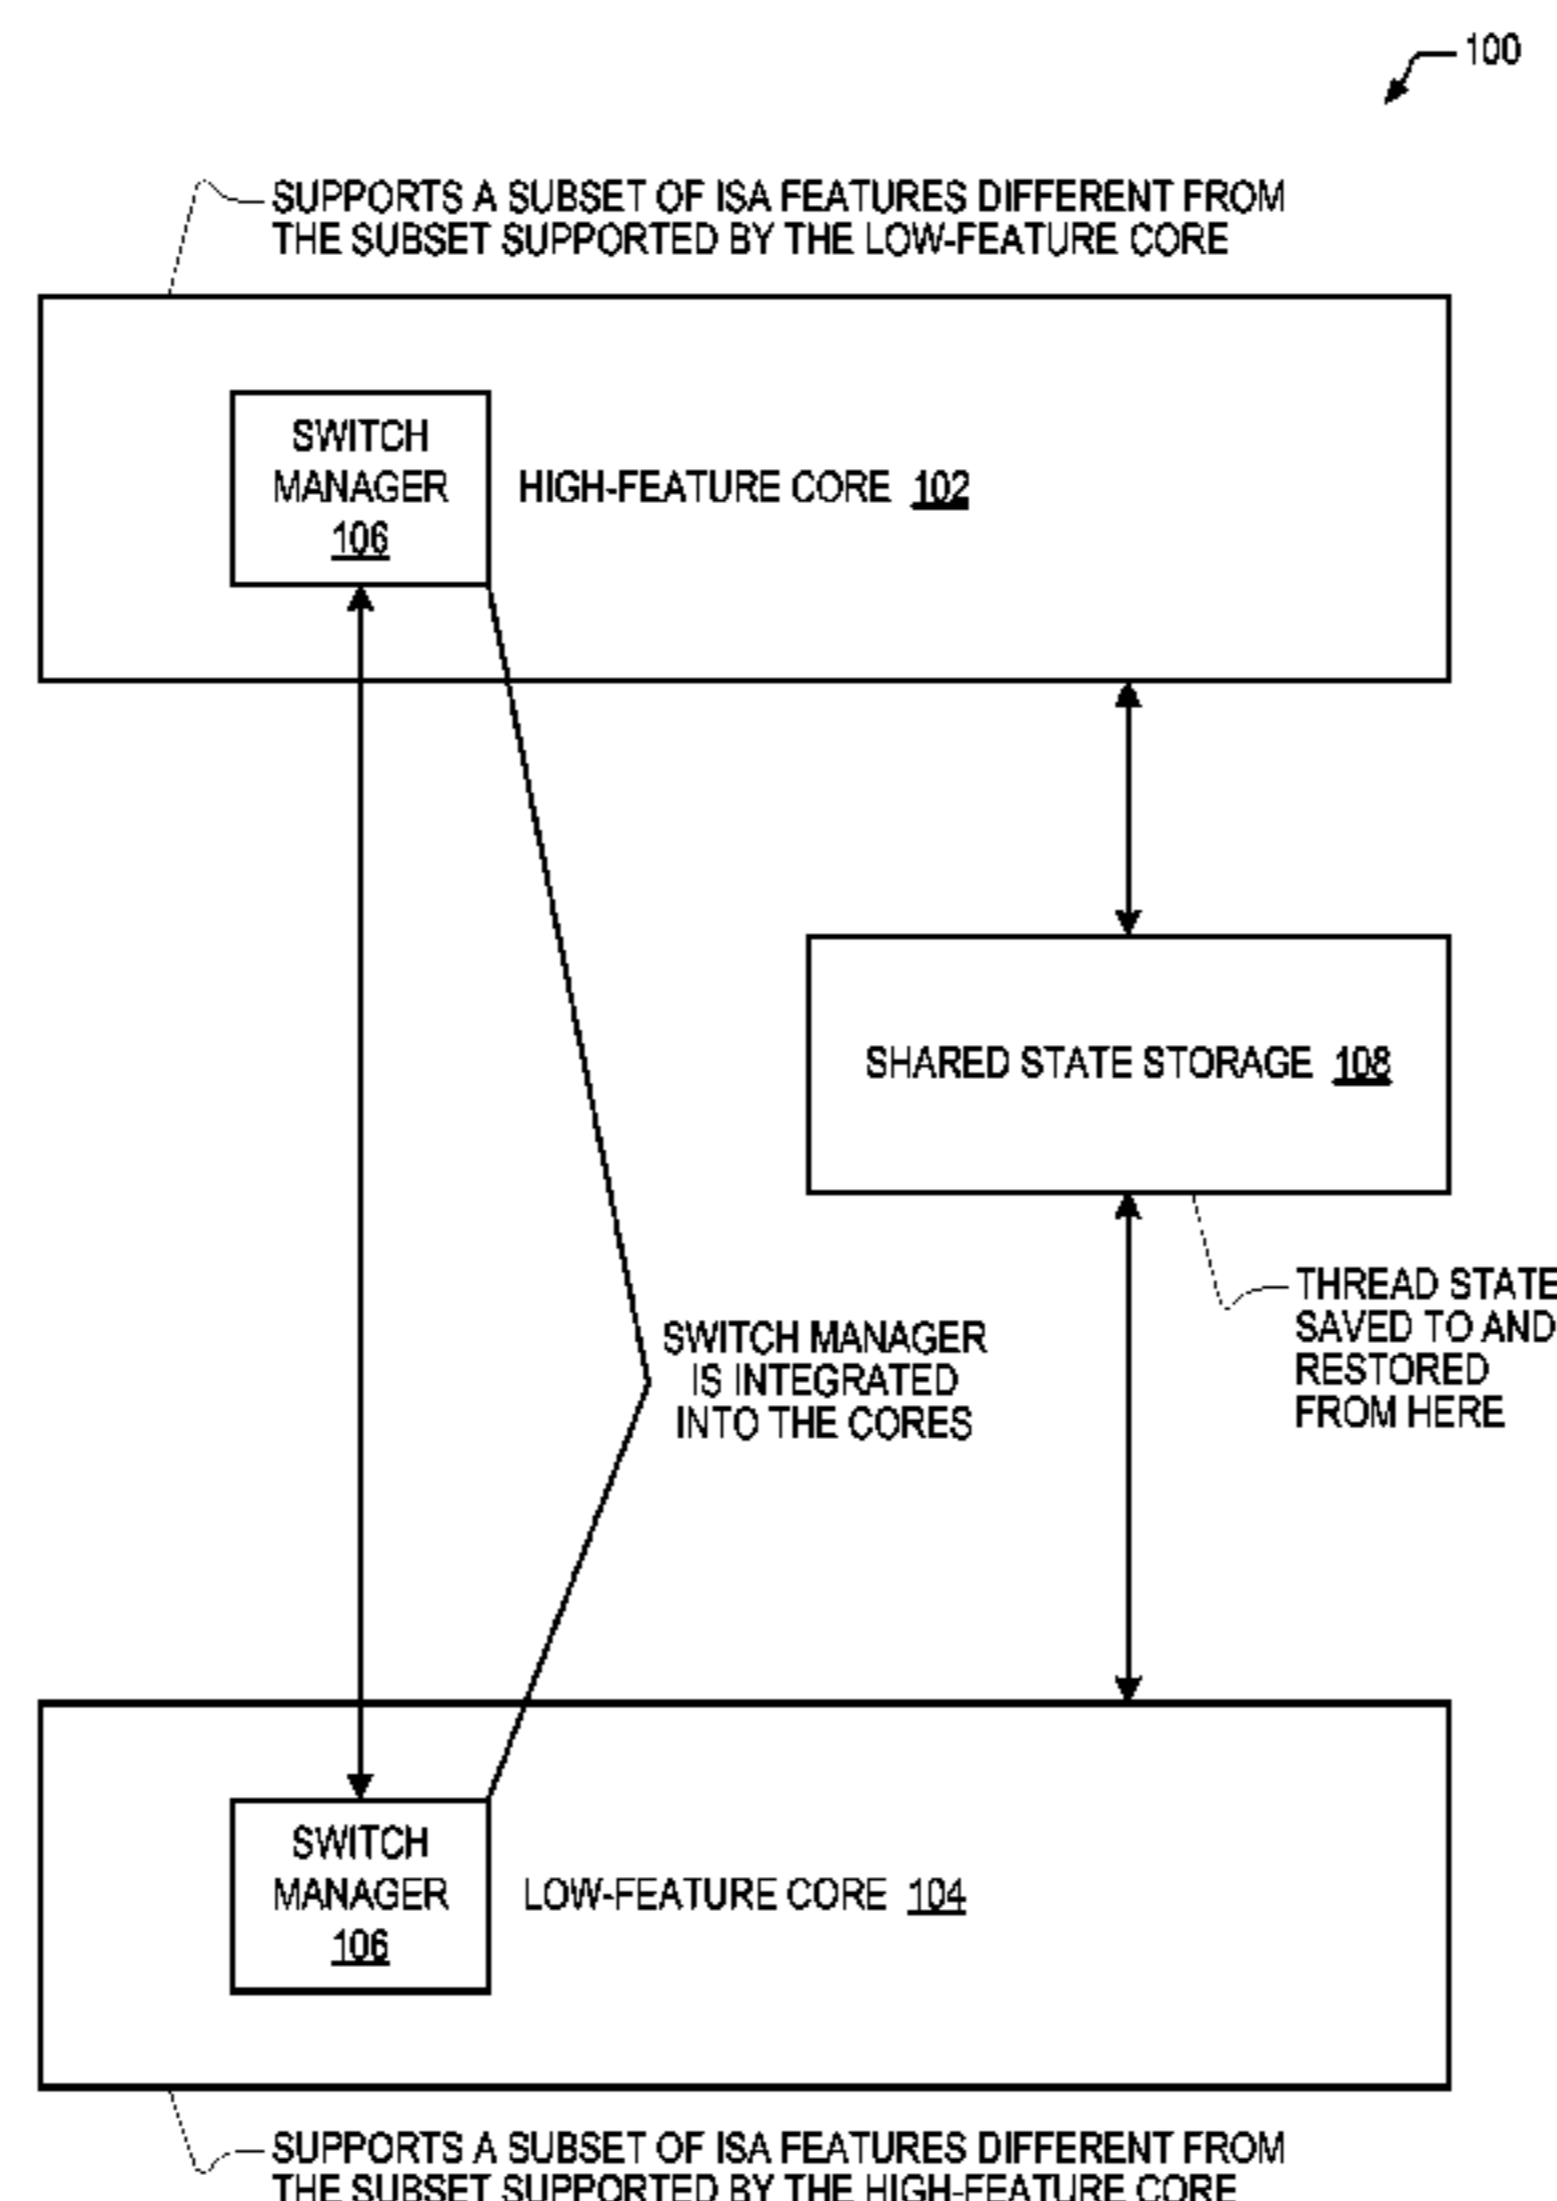 100
SUPPORTS A SUBSET OF ISA FEATURES DIFFERENT FROM
THE SUBSET SUPPORTED BY THE LOW-FEATURE CORE
SWITCH
MANAGER
106
HIGH-FEATURE CORE 102
SHARED STATE STORAGE 108
THREAD STATE
SAVED TO AND
RESTORED
FROM HERE
SWITCH MANAGER
IS INTEGRATED
INTO THE CORES
SWITCH
MANAGER
106
LOW-FEATURE CORE 104
SUPPORTS A SUBSET OF ISA FEATURES DIFFERENT FROM
THE SUBSET SUPPORTED BY THE HIGH-FEATURE CORE